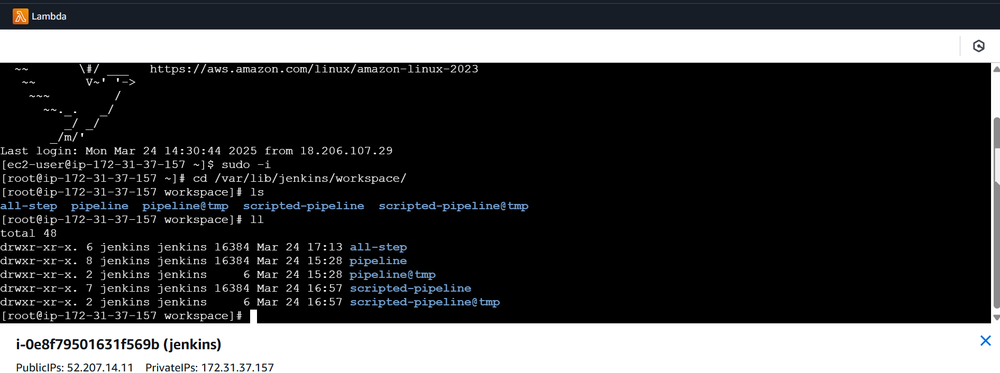 Lambda
~~ \#/ ___ https://aws.amazon.com/linux/amazon-linux-2023
~~ V~' '->
~~~ /
~~._. _/
_/ _/
_/m/'
Last login: Mon Mar 24 14:30:44 2025 from 18.206.107.29
[ec2-user@ip-172-31-37-157 ~]$ sudo -i
[root@ip-172-31-37-157 ~]# cd /var/lib/jenkins/workspace/
[root@ip-172-31-37-157 workspace]# ls
all-step pipeline pipeline@tmp scripted-pipeline scripted-pipeline@tmp
[root@ip-172-31-37-157 workspace]# ll
total 48
drwxr-xr-x. 6 jenkins jenkins 16384 Mar 24 17:13 all-step
drwxr-xr-x. 8 jenkins jenkins 16384 Mar 24 15:28 pipeline
drwxr-xr-x. 2 jenkins jenkins 6 Mar 24 15:28 pipeline@tmp
drwxr-xr-x. 7 jenkins jenkins 16384 Mar 24 16:57 scripted-pipeline
drwxr-xr-x. 2 jenkins jenkins 6 Mar 24 16:57 scripted-pipeline@tmp
[root@ip-172-31-37-157 workspace]#
i-0e8f79501631f569b (jenkins)
PublicIPs: 52.207.14.11 PrivateIPs: 172.31.37.157